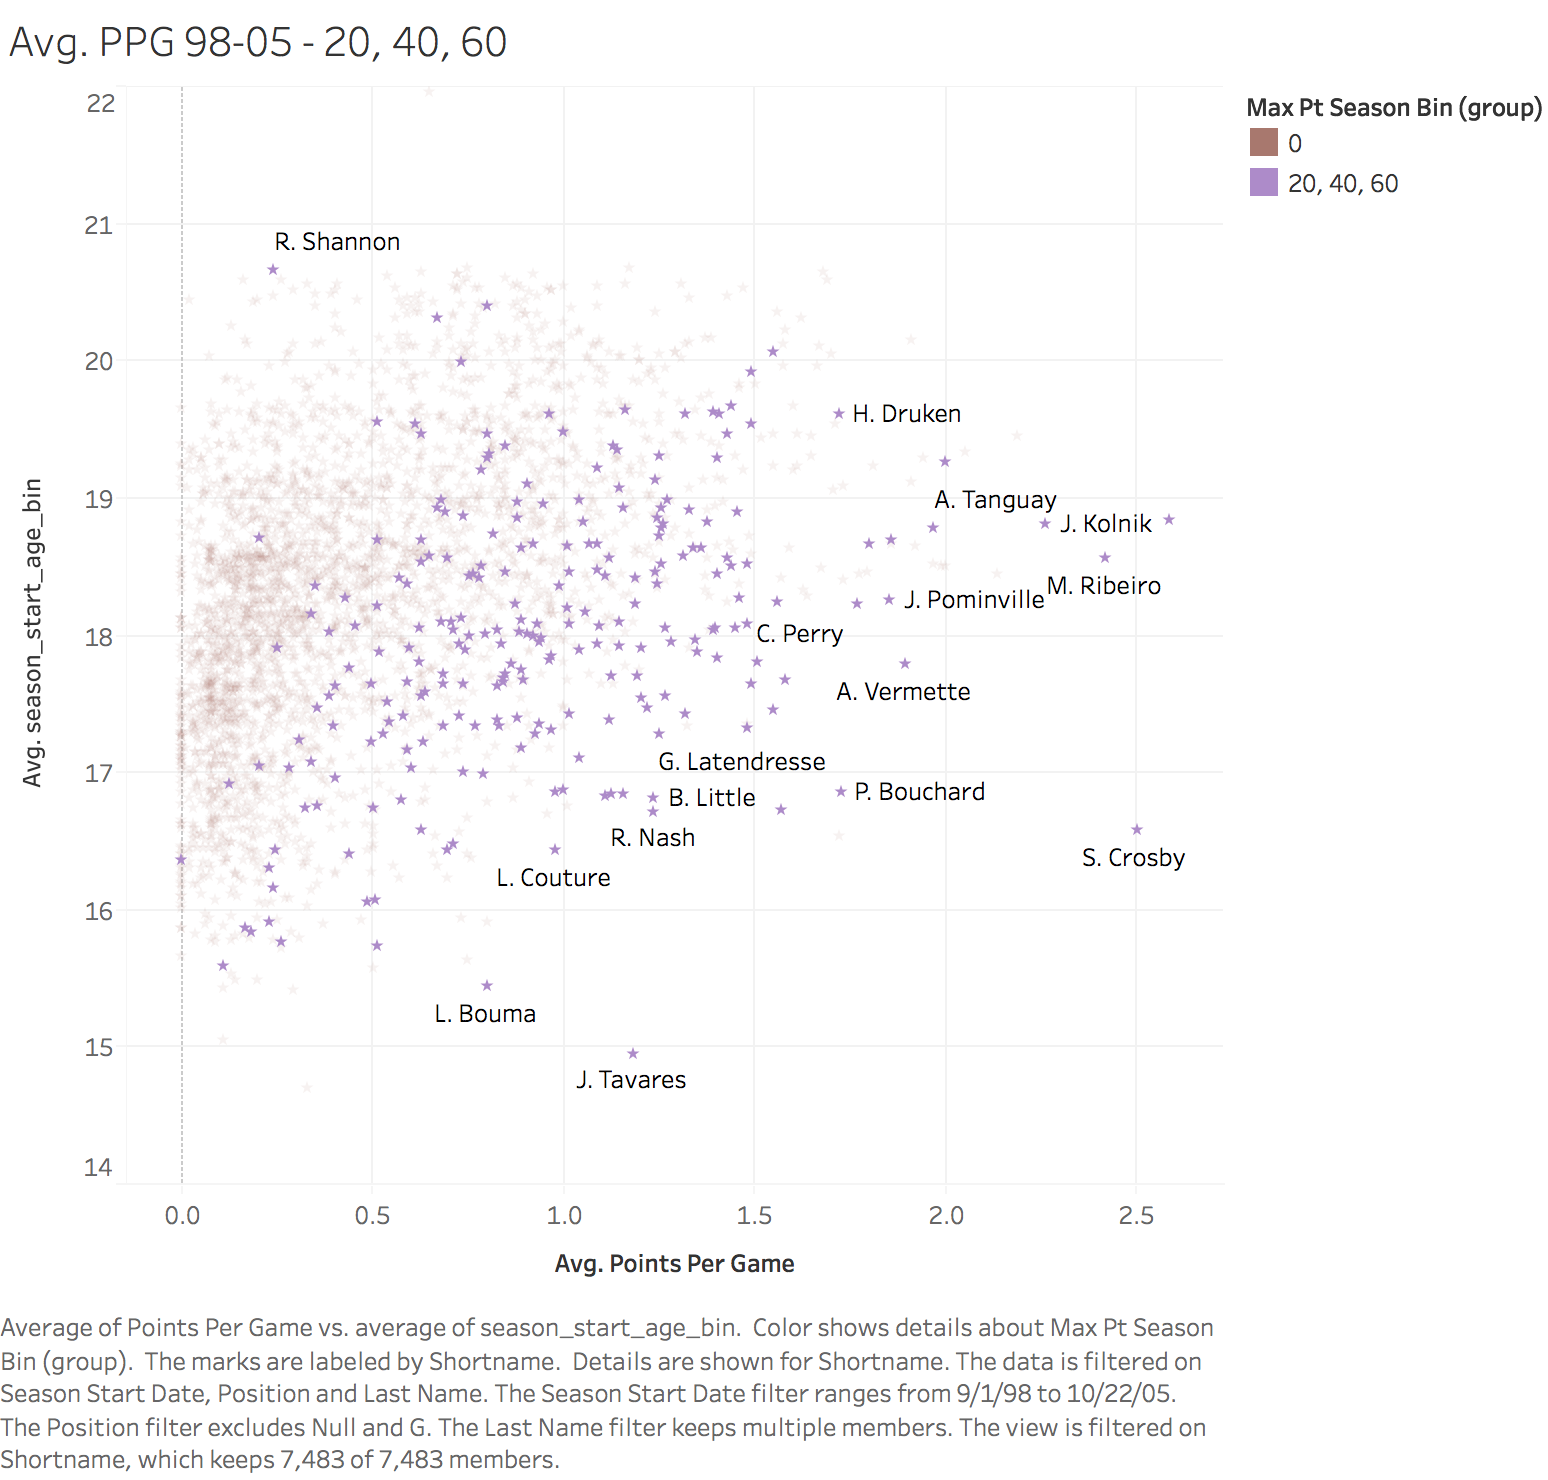 Avg. PPG 98-05 - 20, 40, 60
Max Pt Season Bin (group)
0
20, 40, 60
Avg. season_start_age_bin
22
21
20
19
18
17
16
15
14
R. Shannon
H. Druken
A. Tanguay
J. Kolnik
M. Ribeiro
J. Pominville
C. Perry
A. Vermette
G. Latendresse
P. Bouchard
B. Little
R. Nash
S. Crosby
L. Couture
L. Bouma
J. Tavares
0.0
0.5
1.0
1.5
2.0
2.5
Avg. Points Per Game
Average of Points Per Game vs. average of season_start_age_bin.  Color shows details about Max Pt Season
Bin (group).  The marks are labeled by Shortname.  Details are shown for Shortname. The data is filtered on
Season Start Date, Position and Last Name. The Season Start Date filter ranges from 9/1/98 to 10/22/05.
The Position filter excludes Null and G. The Last Name filter keeps multiple members. The view is filtered on
Shortname, which keeps 7,483 of 7,483 members.